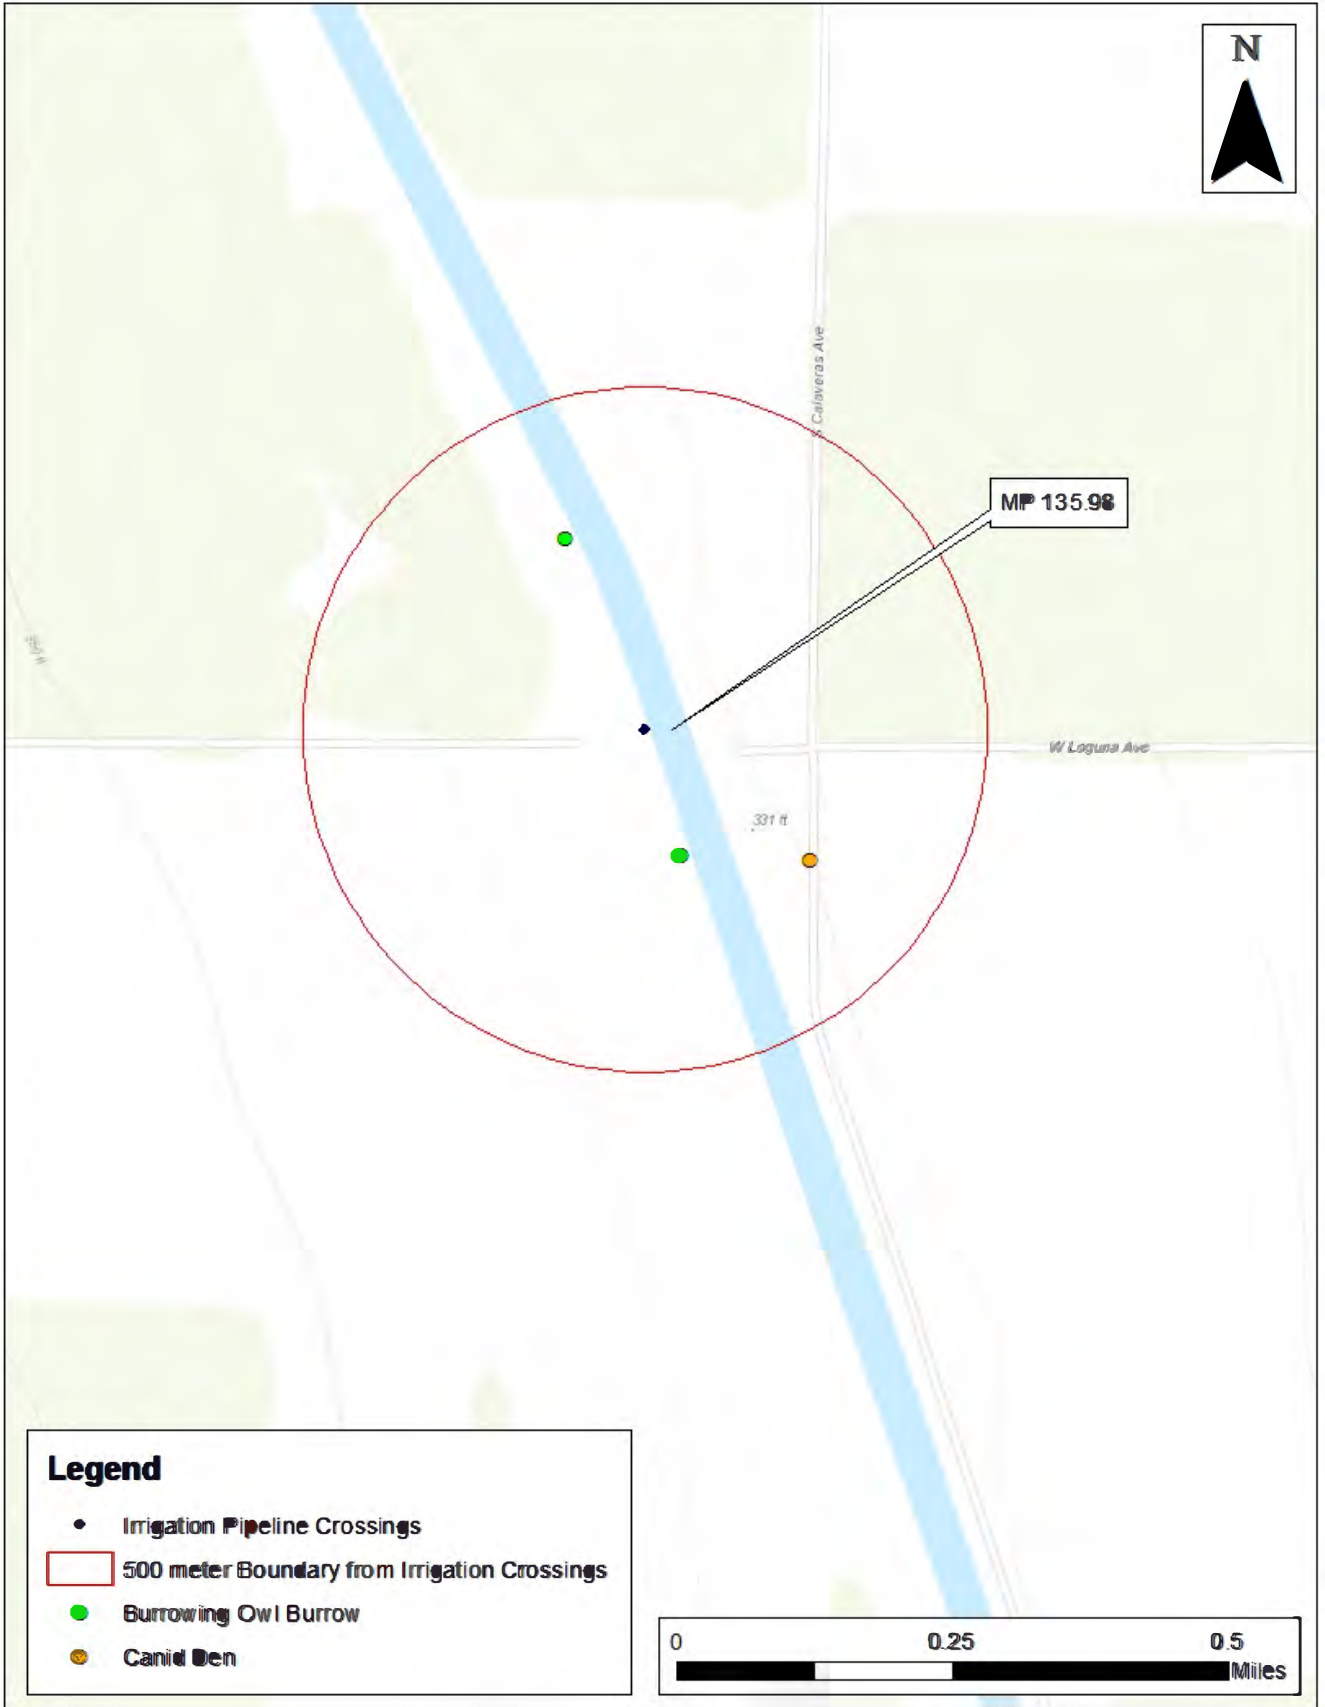 N
S Calaveras Ave
MP 135.98
W Laguna Ave
331 ft
Legend
Irrigation Pipeline Crossings
500 meter Boundary from Irrigation Crossings
Burrowing Owl Burrow
Canid Den
0 0.25 0.5
Miles